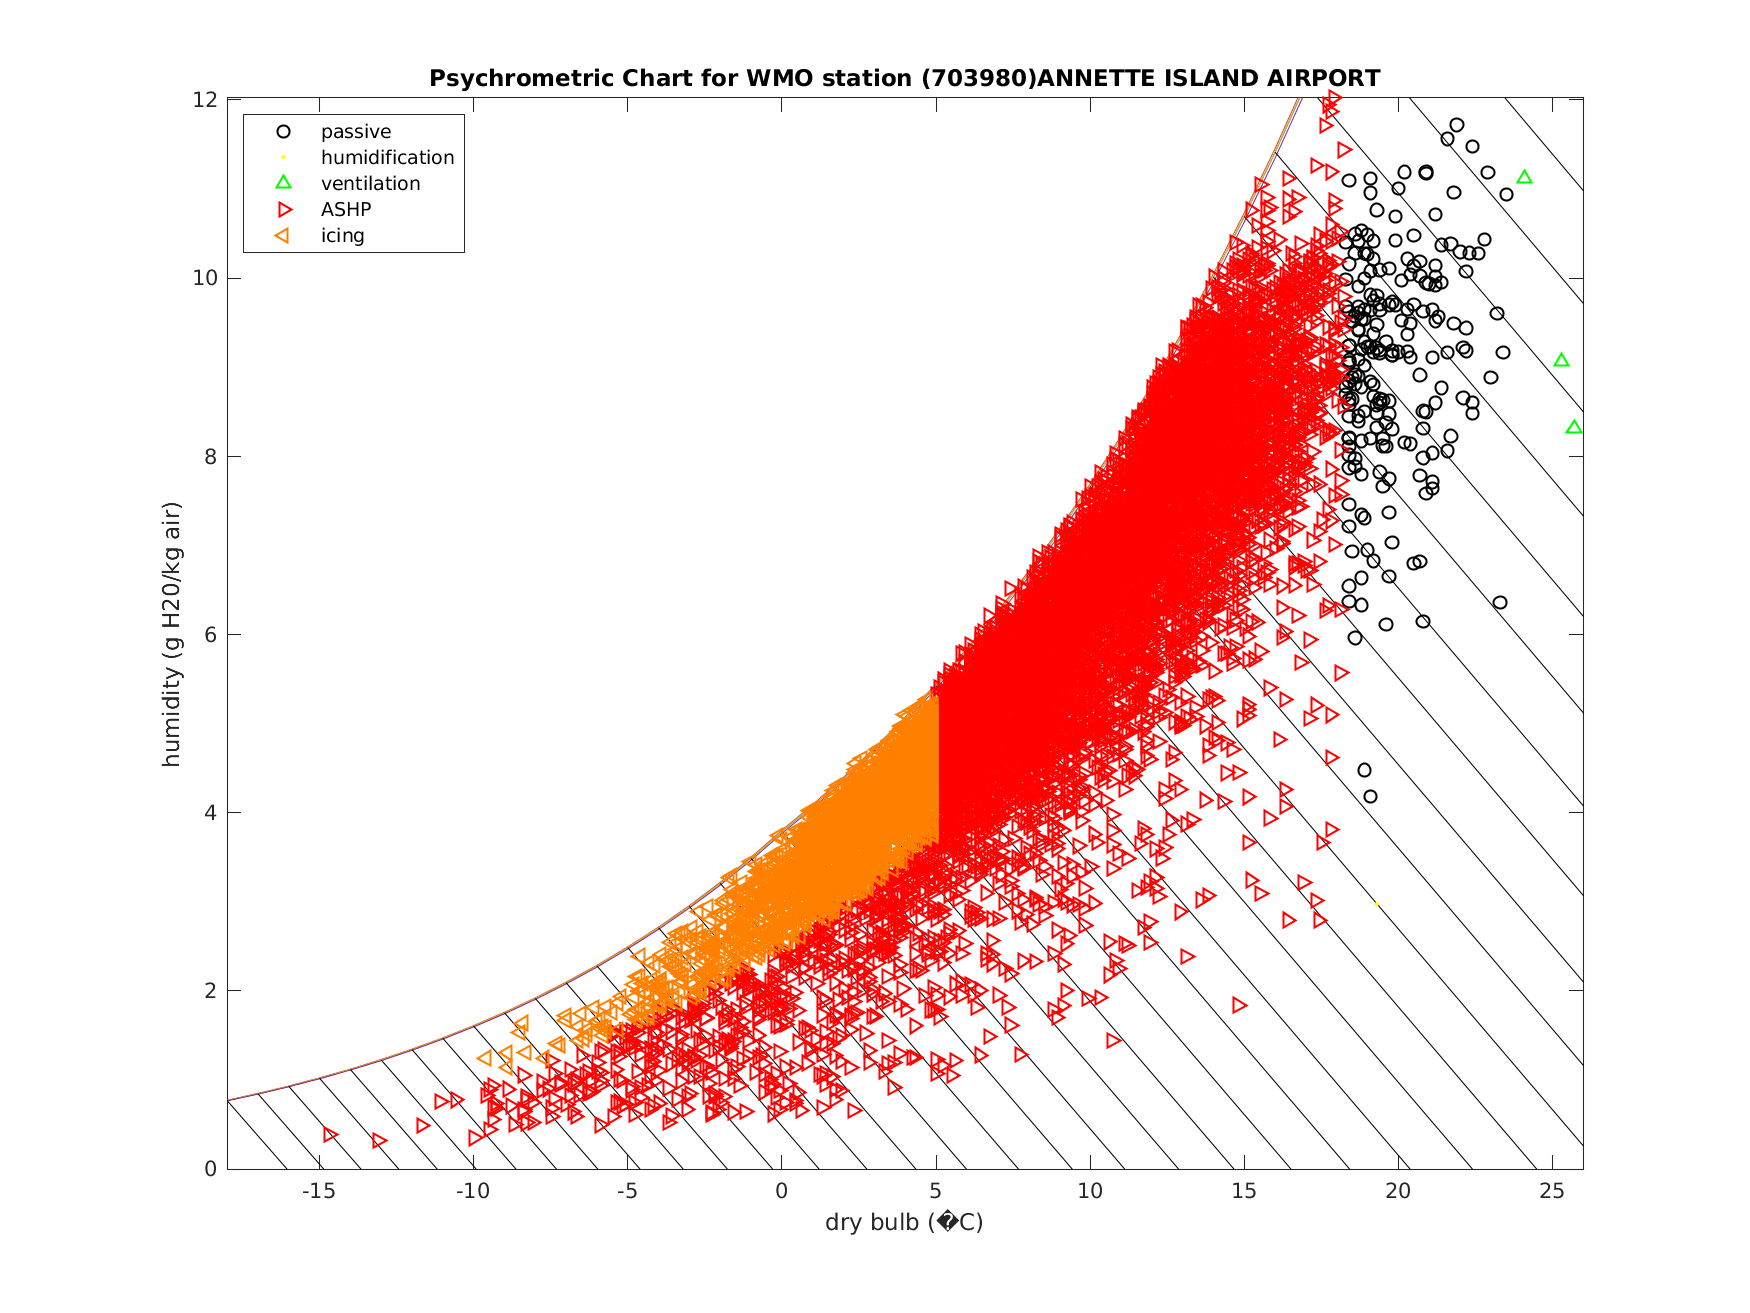 Psychrometric Chart for WMO station (703980)ANNETTE ISLAND AIRPORT
passive
humidification
ventilation
ASHP
icing
humidity (g H20/kg air)
12
10
8
6
4
2
0
-15 -10 -5 0 5 10 15 20 25
dry bulb (�C)